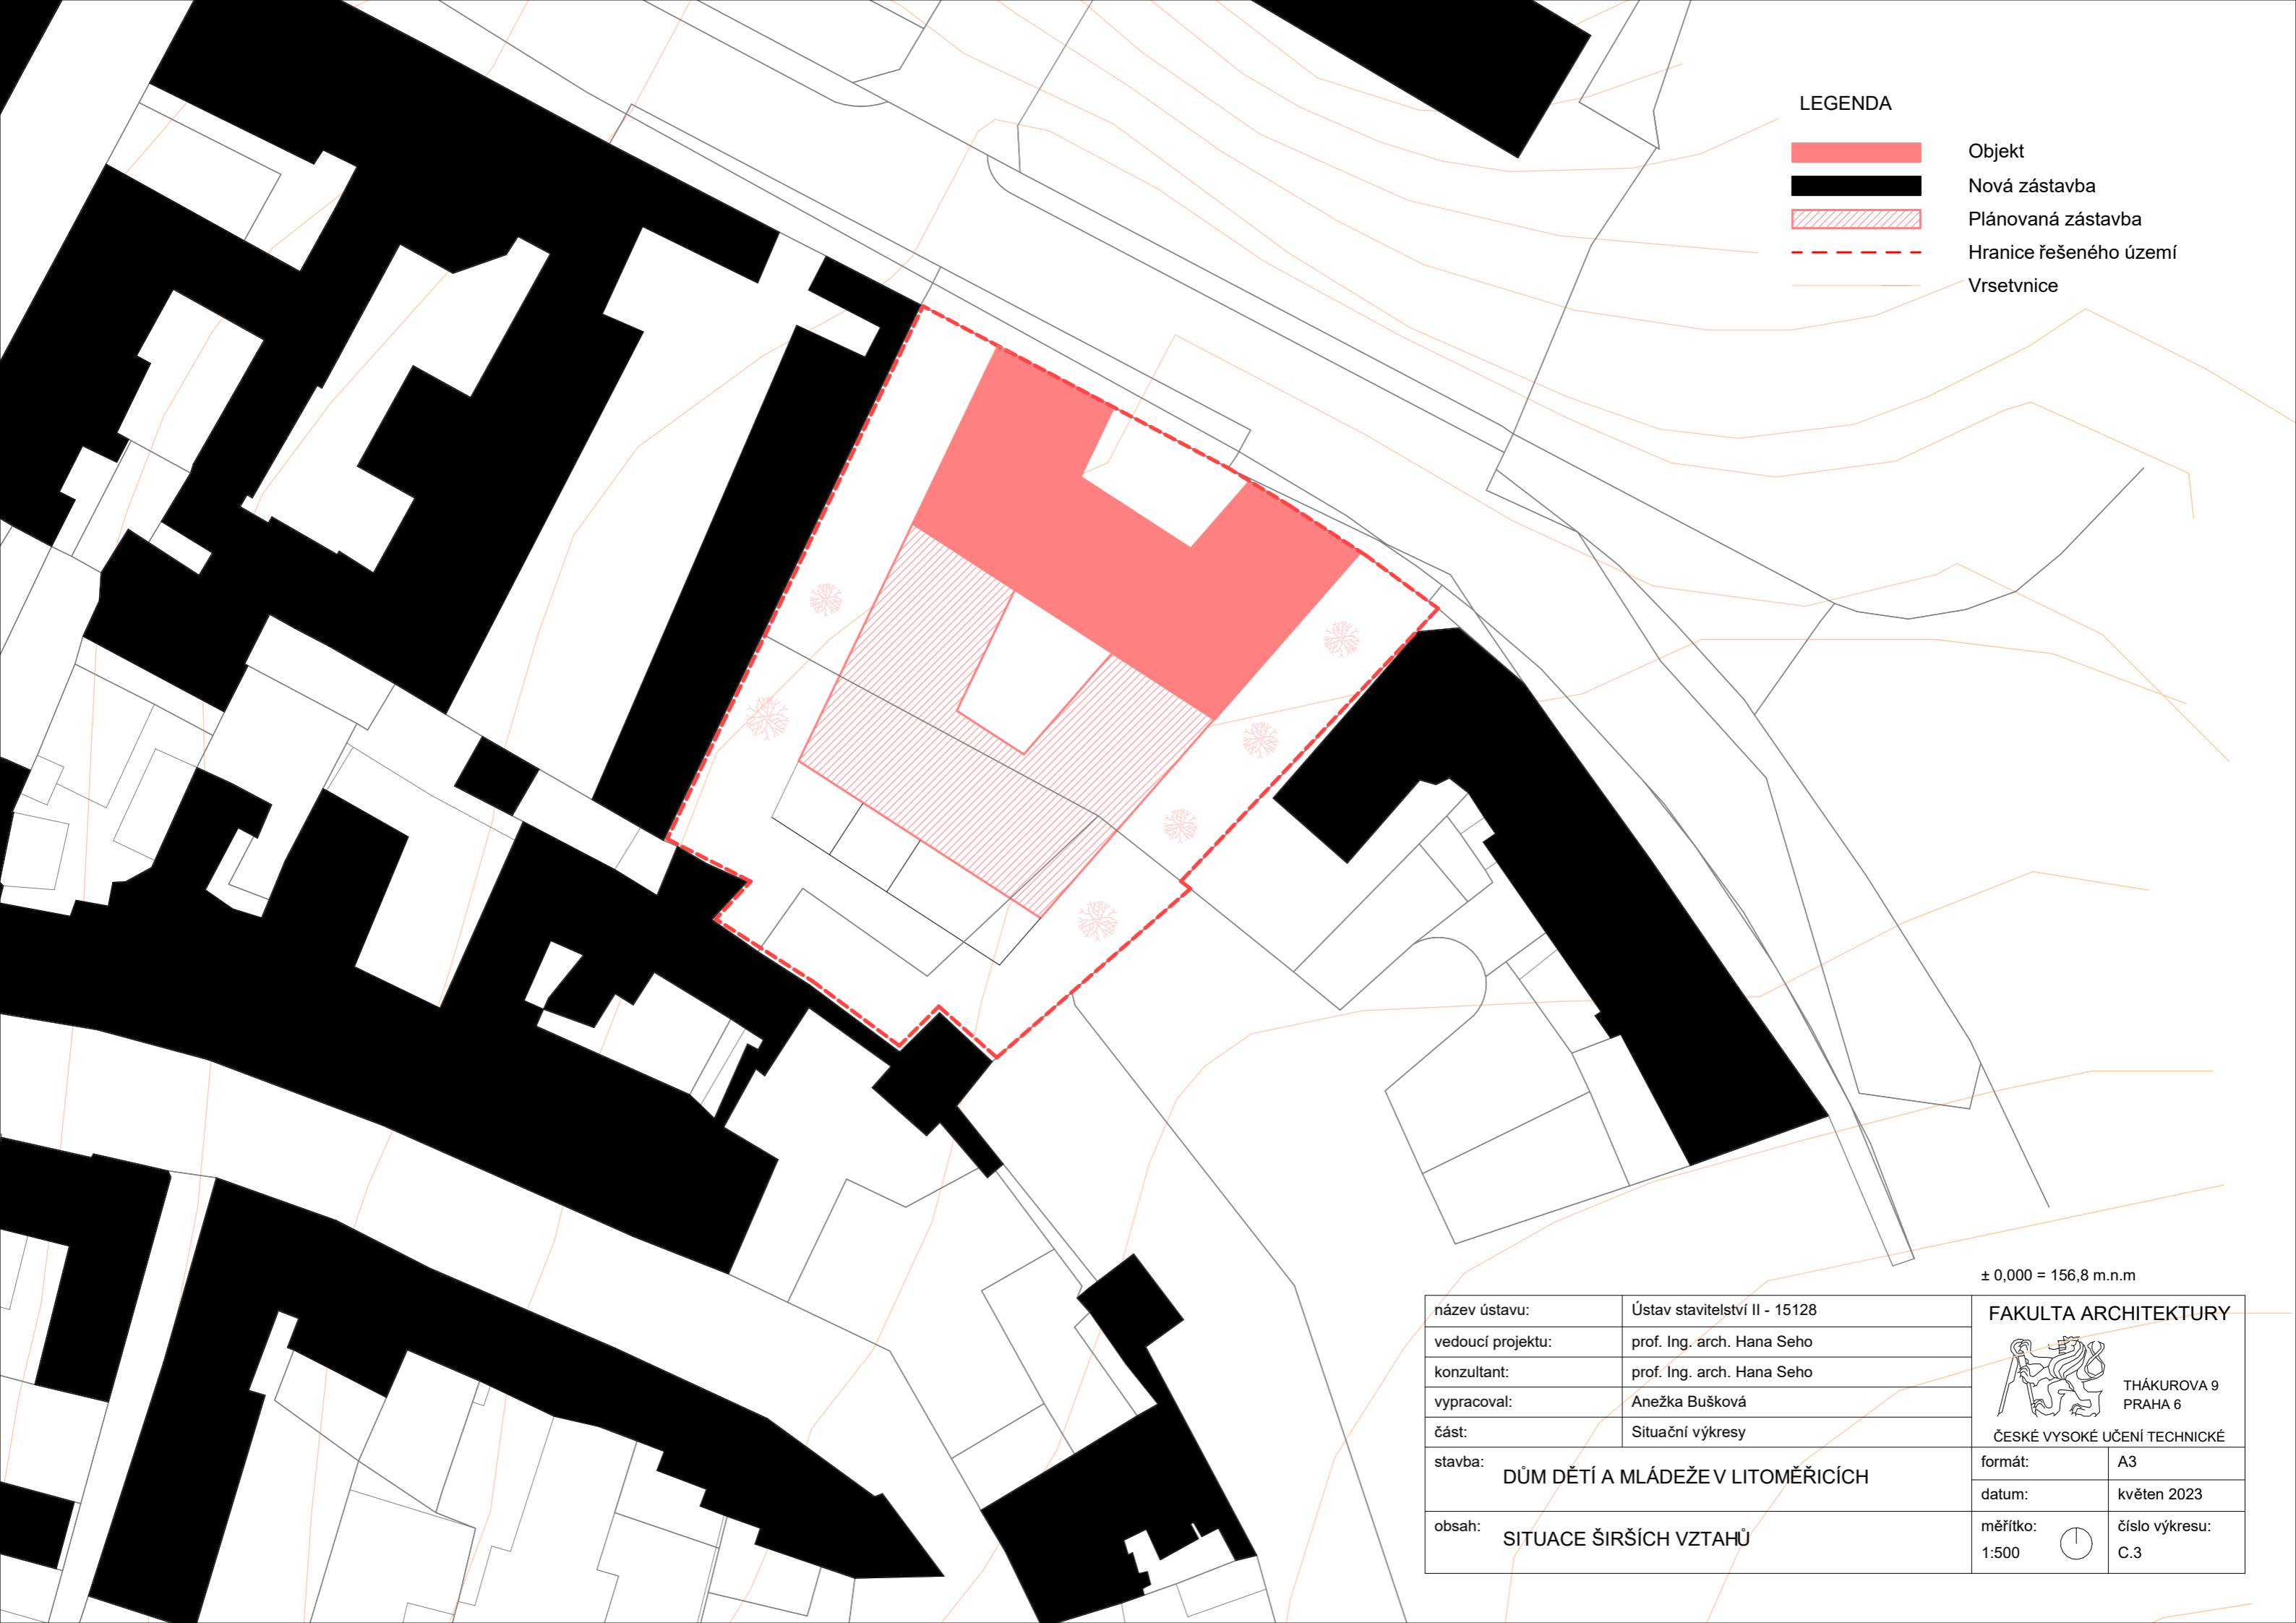 LEGENDA
Objekt
Nová zástavba
Plánovaná zástavba
Hranice řešeného území
Vrsetvnice
± 0,000 = 156,8 m.n.m
název ústavu: Ústav stavitelství II - 15128
vedoucí projektu: prof. Ing. arch. Hana Seho
konzultant: prof. Ing. arch. Hana Seho
vypracoval: Anežka Bušková
část: Situační výkresy
stavba: DŮM DĚTÍ A MLÁDEŽE V LITOMĚŘICÍCH
obsah: SITUACE ŠIRŠÍCH VZTAHŮ
FAKULTA ARCHITEKTURY
THÁKUROVA 9
PRAHA 6
ČESKÉ VYSOKÉ UČENÍ TECHNICKÉ
formát: A3
datum: květen 2023
měřítko: číslo výkresu:
1:500 C.3